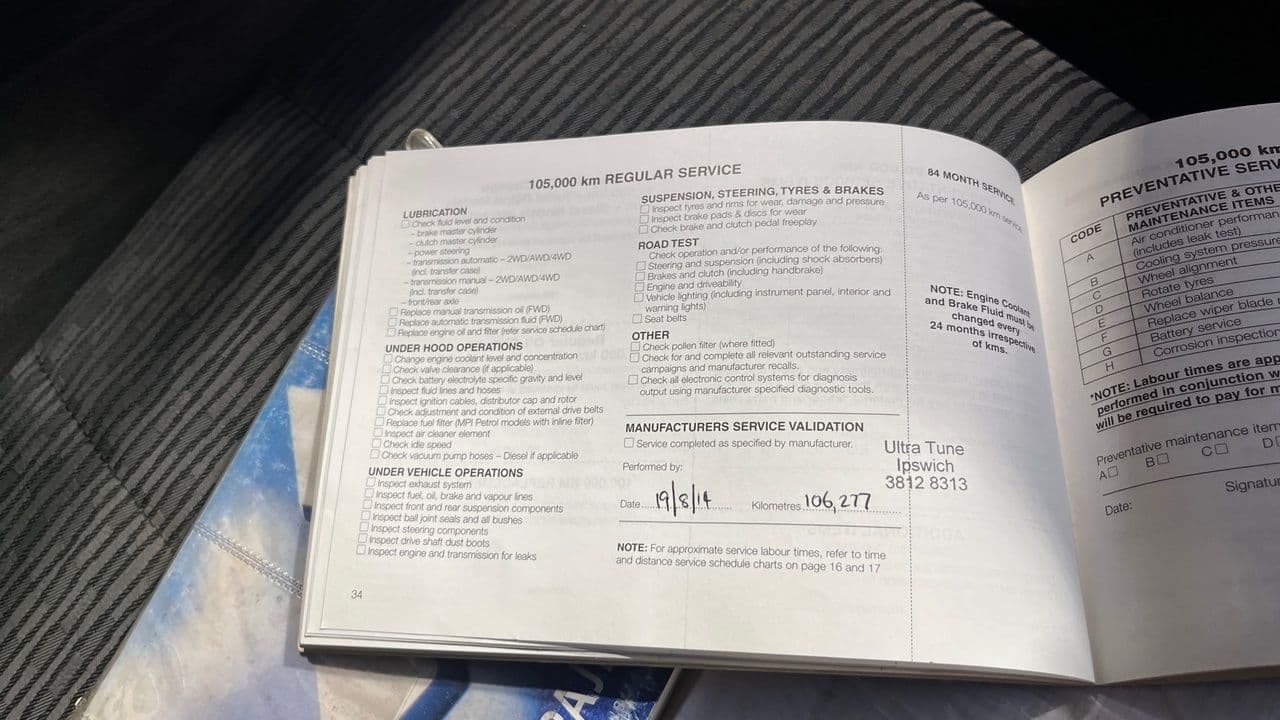 105,000 km REGULAR SERVICE
LUBRICATION
Check fluid level and condition
– brake master cylinder
– clutch master cylinder
– power steering
– transmission automatic – 2WD/AWD/4WD
(incl. transfer case)
– transmission manual – 2WD/AWD/4WD
(incl. transfer case)
– front/rear axle
Replace manual transmission oil (FWD)
Replace automatic transmission fluid (FWD)
Replace engine oil and filter (refer service schedule chart)
UNDER HOOD OPERATIONS
Change engine coolant level and concentration
Check valve clearance (if applicable)
Check battery electrolyte specific gravity and level
Inspect fluid lines and hoses
Inspect ignition cables, distributor cap and rotor
Check adjustment and condition of external drive belts
Replace fuel filter (MPI Petrol models with inline filter)
Inspect air cleaner element
Check idle speed
Check vacuum pump hoses – Diesel if applicable
UNDER VEHICLE OPERATIONS
Inspect exhaust system
Inspect fuel, oil, brake and vapour lines
Inspect front and rear suspension components
Inspect ball joint seals and all bushes
Inspect steering components
Inspect drive shaft dust boots
Inspect engine and transmission for leaks
34
SUSPENSION, STEERING, TYRES & BRAKES
Inspect tyres and rims for wear, damage and pressure
Inspect brake pads & discs for wear
Check brake and clutch pedal freeplay
ROAD TEST
Check operation and/or performance of the following:
Steering and suspension (including shock absorbers)
Brakes and clutch (including handbrake)
Engine and driveability
Vehicle lighting (including instrument panel, interior and
warning lights)
Seat belts
OTHER
Check pollen filter (where fitted)
Check for and complete all relevant outstanding service
campaigns and manufacturer recalls.
Check all electronic control systems for diagnosis
output using manufacturer specified diagnostic tools.
MANUFACTURERS SERVICE VALIDATION
Service completed as specified by manufacturer.
Performed by:
Ultra Tune
Ipswich
3812 8313
Date 19/8/14 Kilometres 106,277
NOTE: For approximate service labour times, refer to time
and distance service schedule charts on page 16 and 17
84 MONTH SERVICE
As per 105,000 km service
NOTE: Engine Coolant
and Brake Fluid must be
changed every
24 months irrespective
of kms.
105,000 km
PREVENTATIVE
CODE
PREVENTATIVE &
MAINTENANCE ITEMS
A
Air conditioner
(includes leak test)
B
Cooling system
C
Wheel alignment
D
Rotate tyres
E
Wheel balance
F
Replace wiper blade
G
Battery service
H
Corrosion
*NOTE: Labour times are
performed in conjunction
will be required to pay for
Preventative maintenance
A B C D
Date: